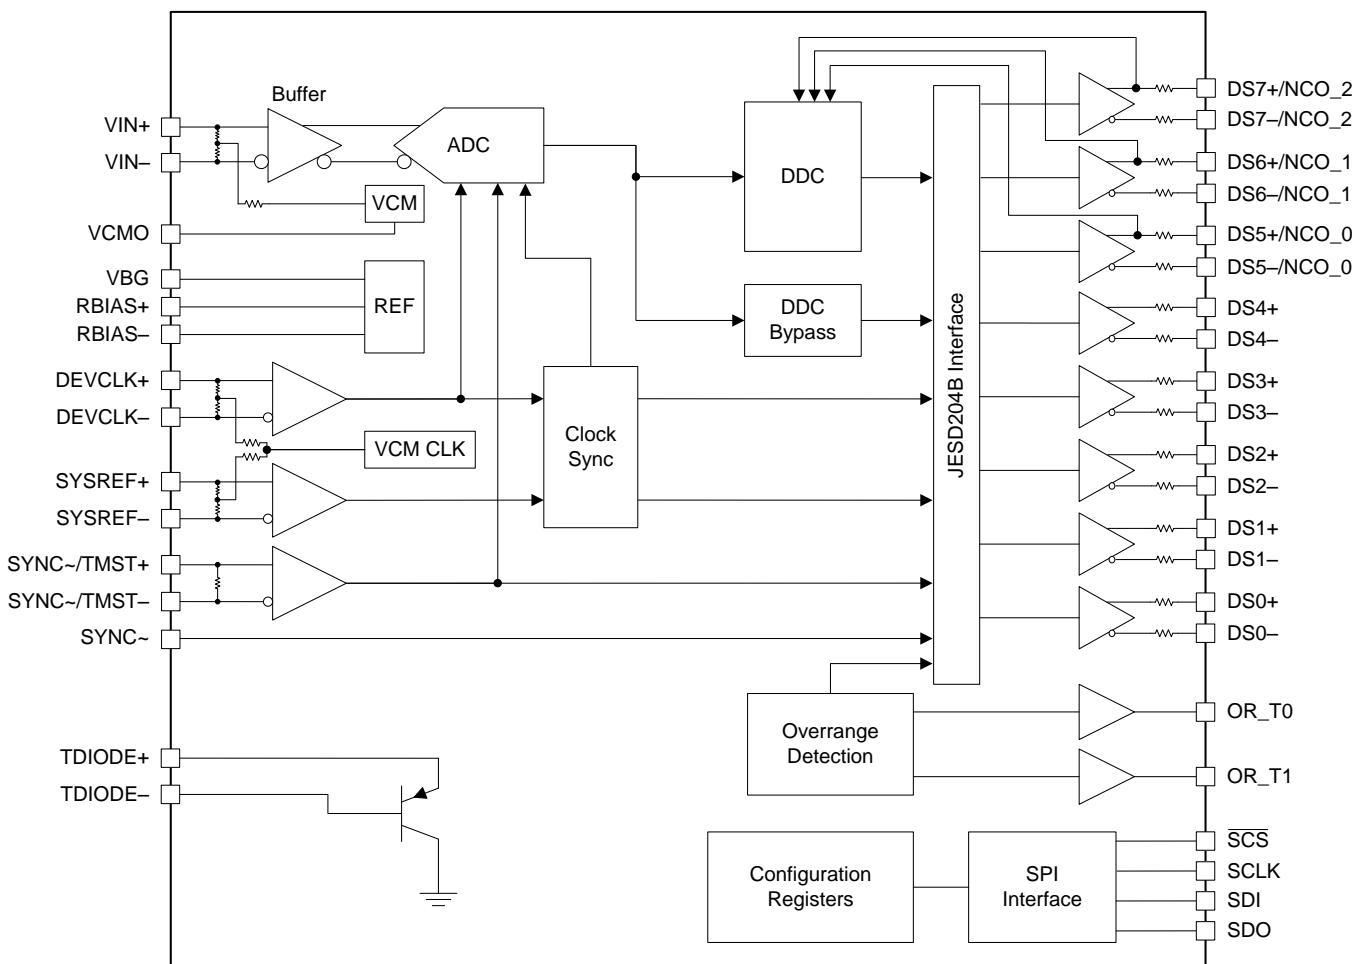 Buffer
VIN+
VIN–
ADC
VCM
VCMO
VBG
RBIAS+
RBIAS–
REF
DEVCLK+
DEVCLK–
VCM CLK
SYSREF+
SYSREF–
Clock
Sync
SYNC~/TMST+
SYNC~/TMST–
SYNC~
TDIODE+
TDIODE–
DDC
DDC
Bypass
JESD204B Interface
Overrange
Detection
Configuration
Registers
SPI
Interface
DS7+/NCO_2
DS7–/NCO_2
DS6+/NCO_1
DS6–/NCO_1
DS5+/NCO_0
DS5–/NCO_0
DS4+
DS4–
DS3+
DS3–
DS2+
DS2–
DS1+
DS1–
DS0+
DS0–
OR_T0
OR_T1
SCS
SCLK
SDI
SDO